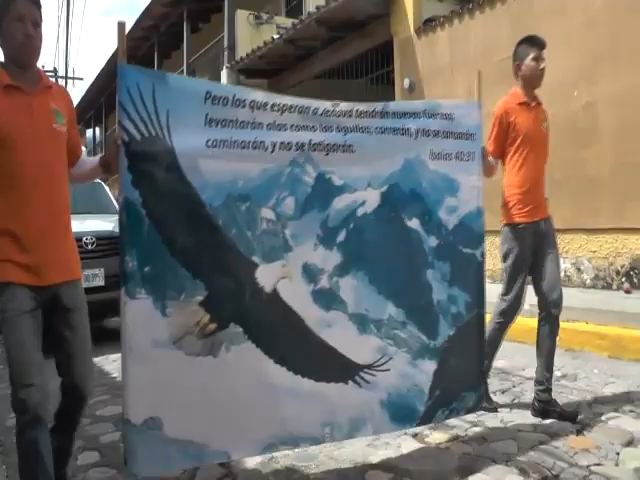 Pero los que esperan a Jehová tendrán nuevas fuerzas;
levantarán alas como las águilas; correrán, y no se cansarán;
caminarán, y no se fatigarán.
Isaías 40:31